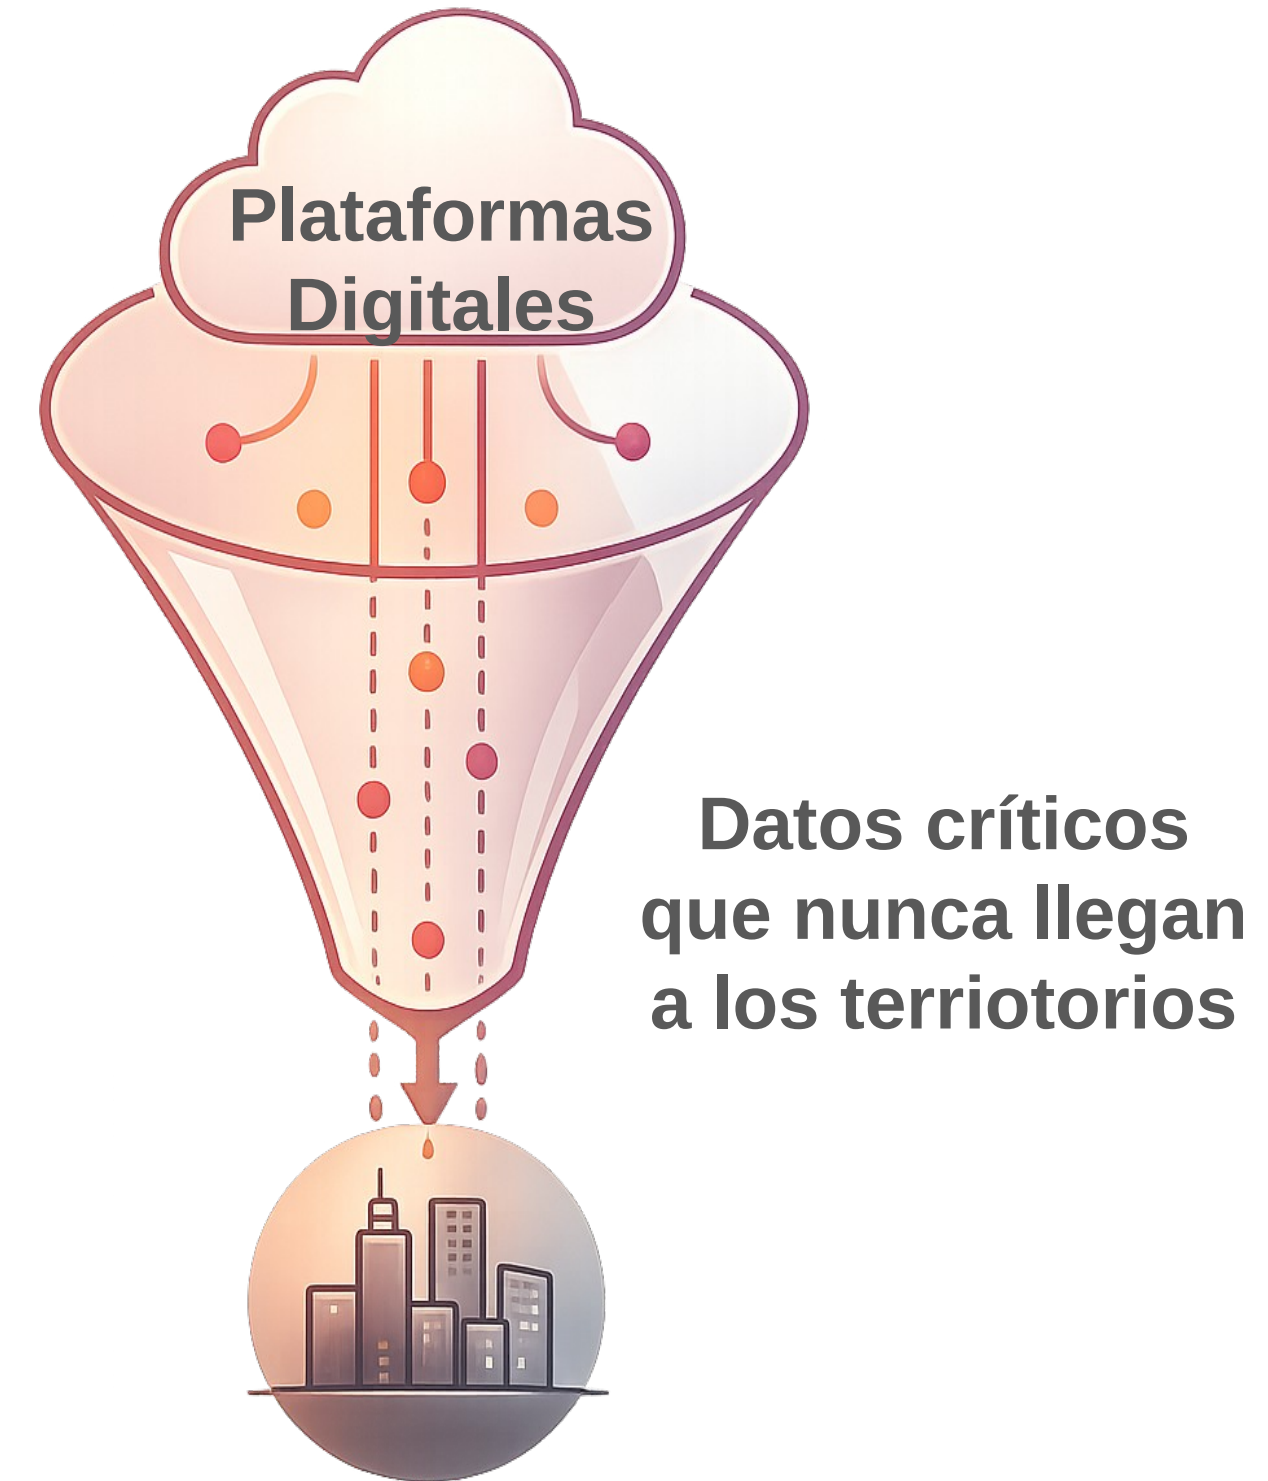 Plataformas
Digitales
Datos críticos
que nunca llegan
a los terriotorios